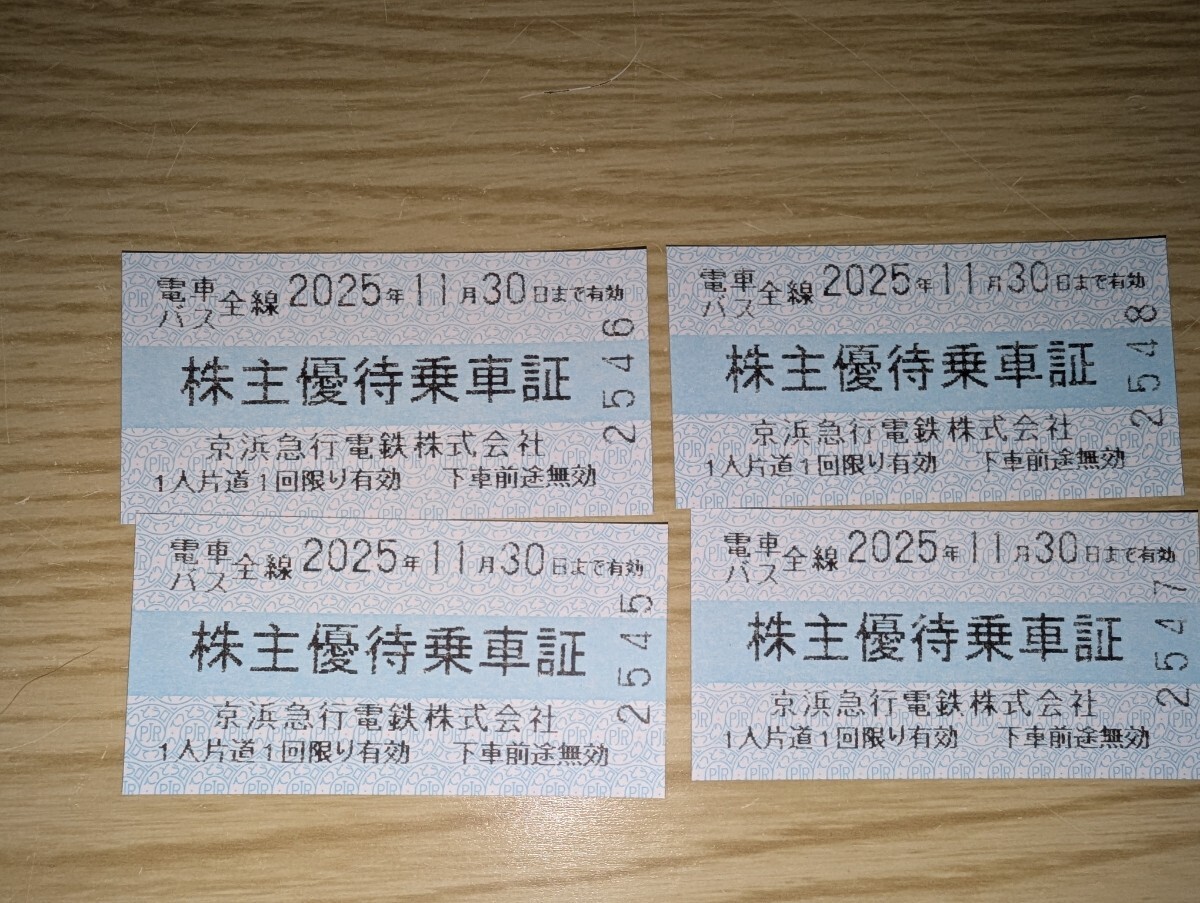 電車
バス全線2025年11月30日まで有効
株主優待乗車証
京浜急行電鉄株式会社
1人片道1回限り有効 下車前途無効
2546
電車
バス全線2025年11月30日まで有効
株主優待乗車証
京浜急行電鉄株式会社
1人片道1回限り有効 下車前途無効
2548
電車
バス全線2025年11月30日まで有効
株主優待乗車証
京浜急行電鉄株式会社
1人片道1回限り有効 下車前途無効
2545
電車
バス全線2025年11月30日まで有効
株主優待乗車証
京浜急行電鉄株式会社
1人片道1回限り有効 下車前途無効
2547